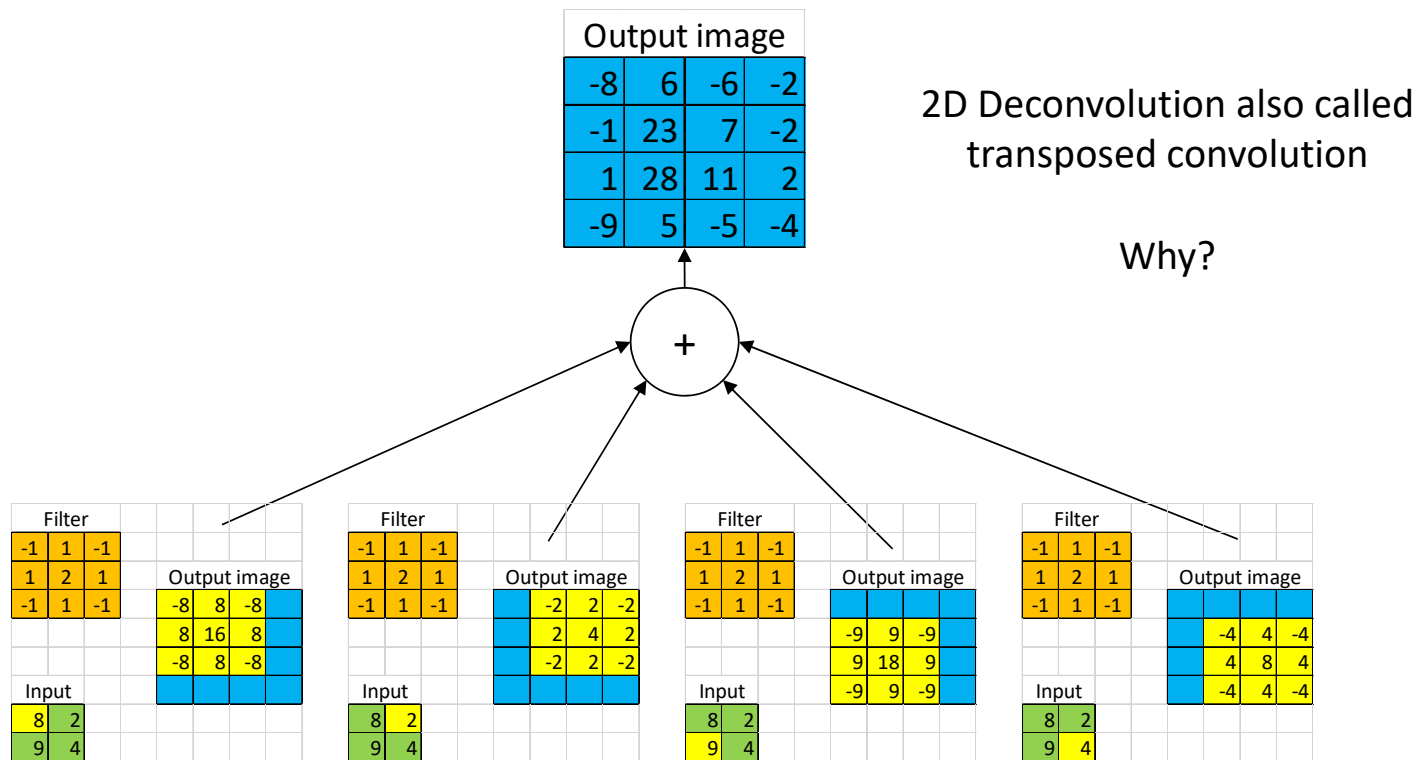 Output image
-8 6 -6 -2
-1 23 7 -2
1 28 11 2
-9 5 -5 -4
2D Deconvolution also called
transposed convolution
Why?
+
Filter
-1 1 -1
1 2 1
-1 1 -1
Output image
-8 8 -8
8 16 8
-8 8 -8
Input
8 2
9 4
Filter
-1 1 -1
1 2 1
-1 1 -1
Output image
-2 2 -2
2 4 2
-2 2 -2
Input
8 2
9 4
Filter
-1 1 -1
1 2 1
-1 1 -1
Output image
-9 9 -9
9 18 9
-9 9 -9
Input
8 2
9 4
Filter
-1 1 -1
1 2 1
-1 1 -1
Output image
-4 4 -4
4 8 4
-4 4 -4
Input
8 2
9 4